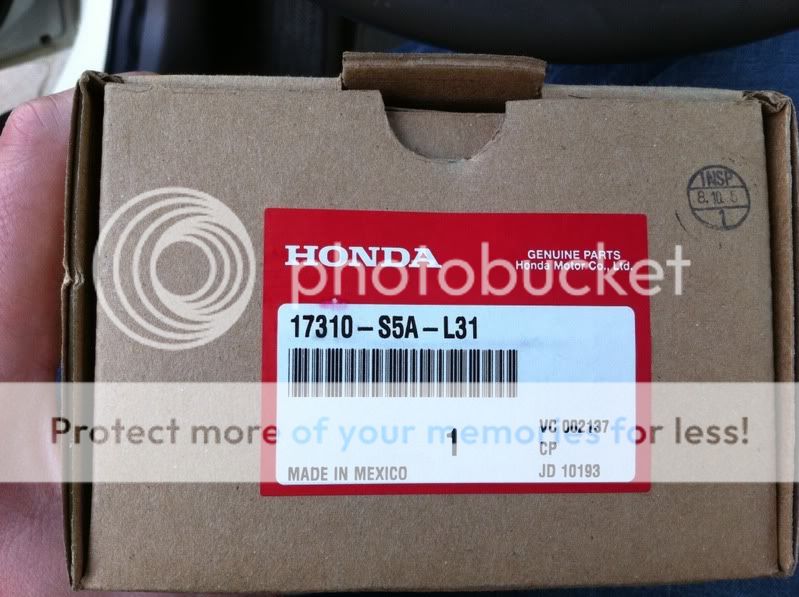 INSP
8.10.5
1
HONDA
GENUINE PARTS
Honda Motor Co., Ltd.
photobucket
17310-S5A-L31
Protect more of your memories for less!
1
VC 002137
CP
MADE IN MEXICO
JD 10193